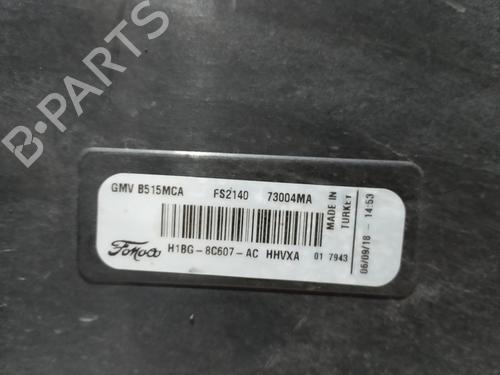 B-PARTS
GMV B515MCA FS2140 73004MA
MADE IN
TURKEY
06/09/18 - 14:53
FoMoCo H1BG-8C607-AC HHVXA 01 7943